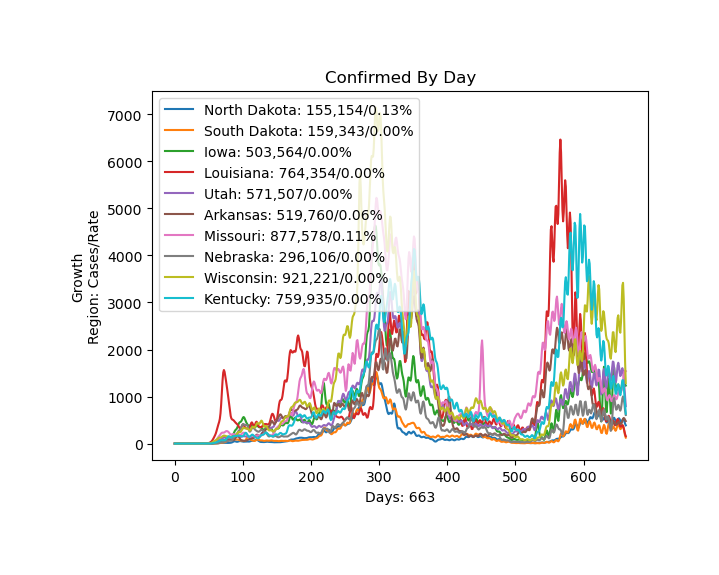 Confirmed By Day
Growth
Region: Cases/Rate
7000
6000
5000
4000
3000
2000
1000
0
North Dakota: 155,154/0.13%
South Dakota: 159,343/0.00%
Iowa: 503,564/0.00%
Louisiana: 764,354/0.00%
Utah: 571,507/0.00%
Arkansas: 519,760/0.06%
Missouri: 877,578/0.11%
Nebraska: 296,106/0.00%
Wisconsin: 921,221/0.00%
Kentucky: 759,935/0.00%
0 100 200 300 400 500 600
Days: 663